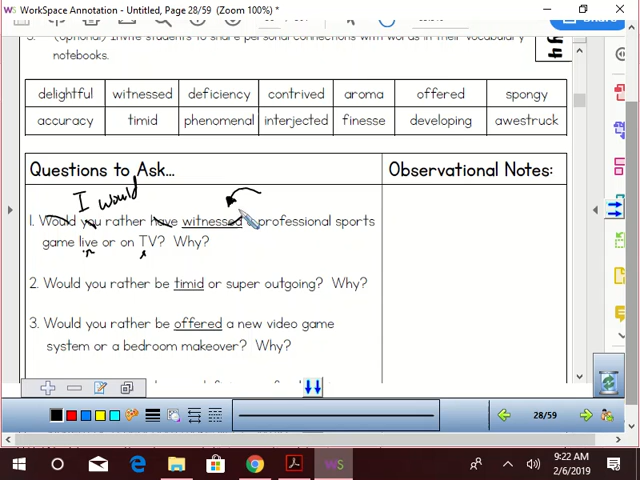 WorkSpace Annotation - Untitled, Page 28/59 (Zoom 100%)
(Optional) Invite students to share personal connections with words in their vocabulary
notebooks.
delightful witnessed deficiency contrived aroma offered spongy
accuracy timid phenomenal interjected finesse developing awestruck
Questions to Ask... Observational Notes:
I would
1. Would you rather have witnessed a professional sports
game live or on TV? Why?
2. Would you rather be timid or super outgoing? Why?
3. Would you rather be offered a new video game
system or a bedroom makeover? Why?
28/59
9:22 AM
2/6/2019